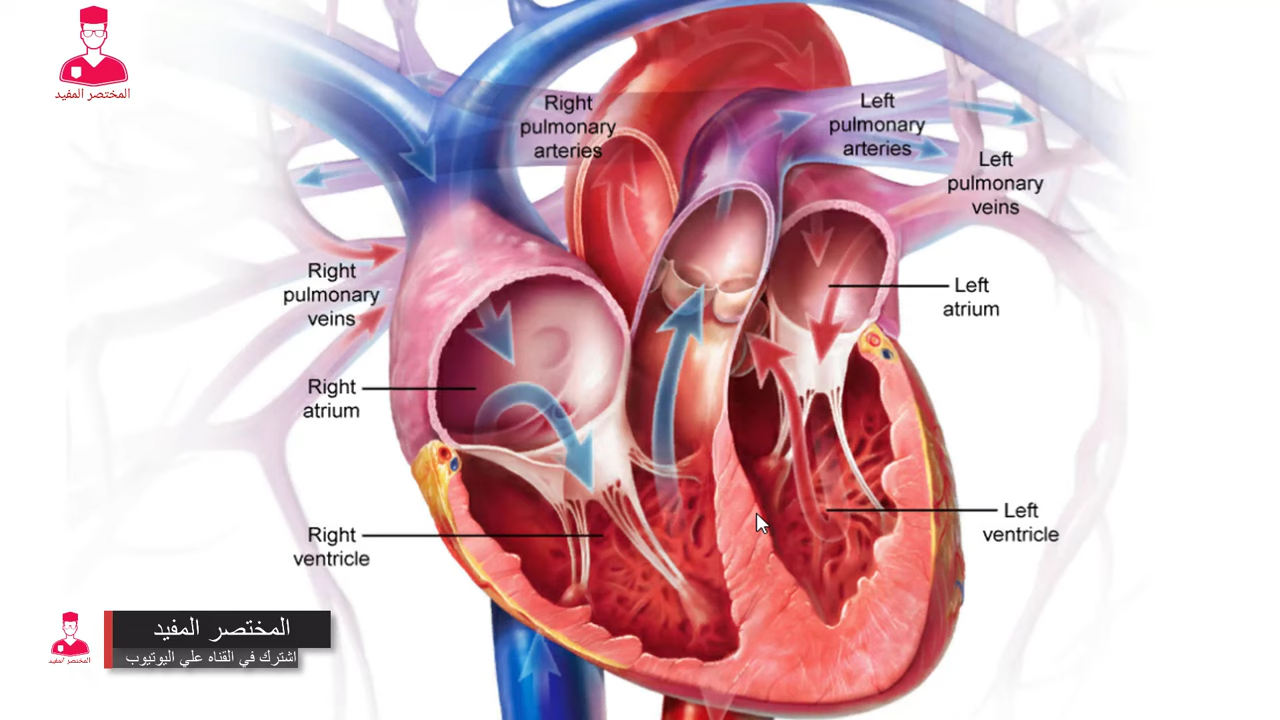 المختصر المفيد
Right
pulmonary
arteries
Left
pulmonary
arteries
Left
pulmonary
veins
Right
pulmonary
veins
Left
atrium
Right
atrium
Left
ventricle
Right
ventricle
المختصر المفيد
اشترك في القناه علي اليوتيوب
المختصر المفيد